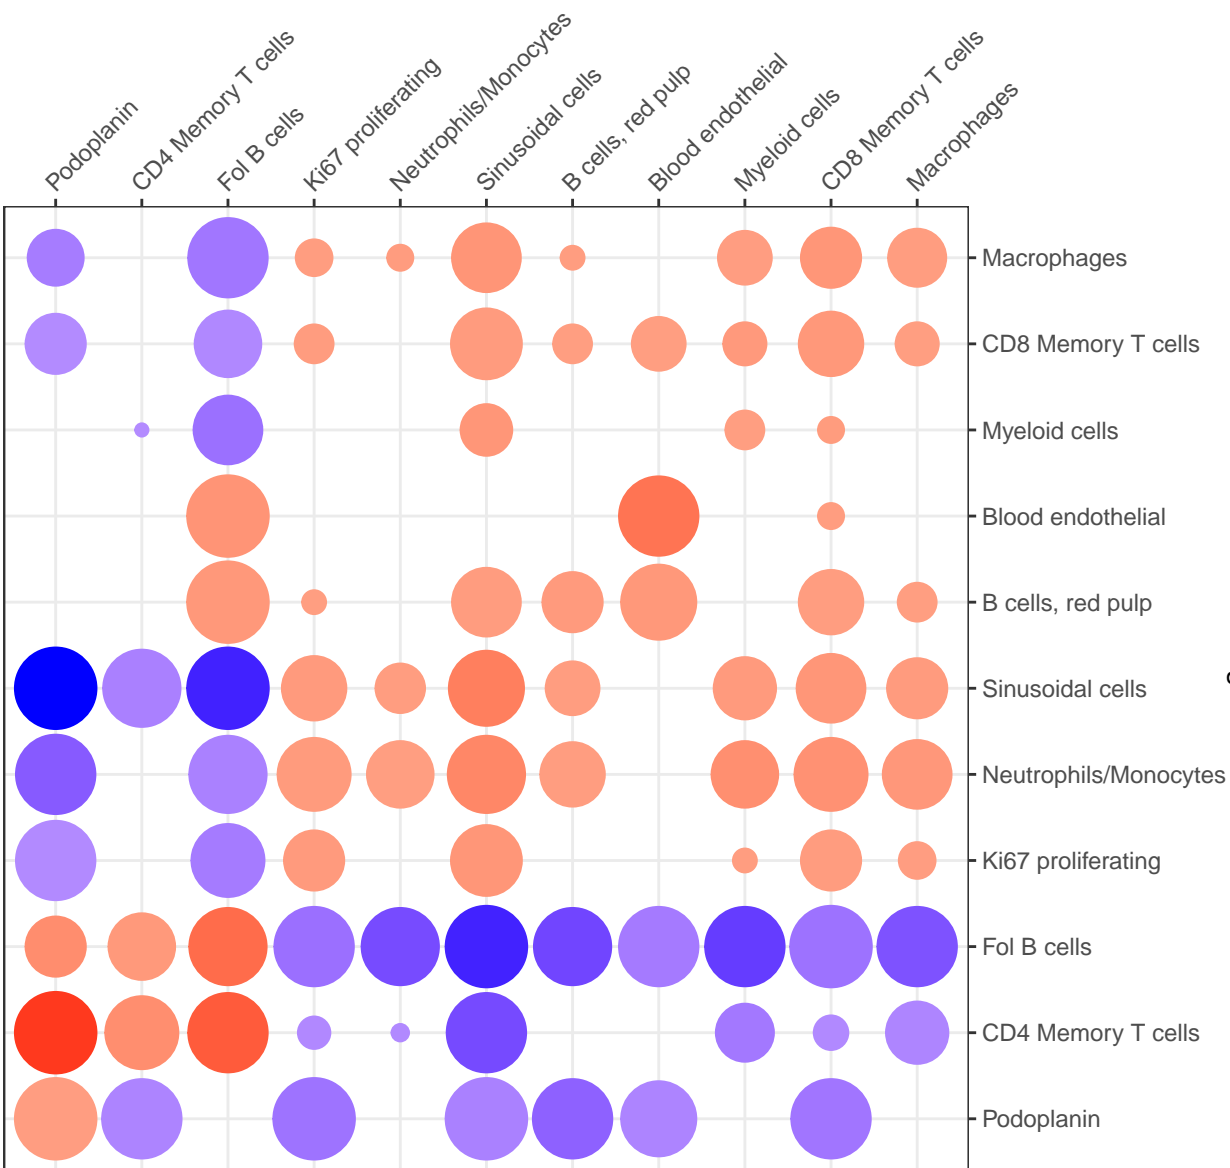 Podoplanin
CD4 Memory T cells
Fol B cells
Ki67 proliferating
Neutrophils/Monocytes
Sinusoidal cells
B cells, red pulp
Blood endothelial
Myeloid cells
CD8 Memory T cells
Macrophages
Macrophages
CD8 Memory T cells
Myeloid cells
Blood endothelial
B cells, red pulp
Sinusoidal cells
Neutrophils/Monocytes
Ki67 proliferating
Fol B cells
CD4 Memory T cells
Podoplanin